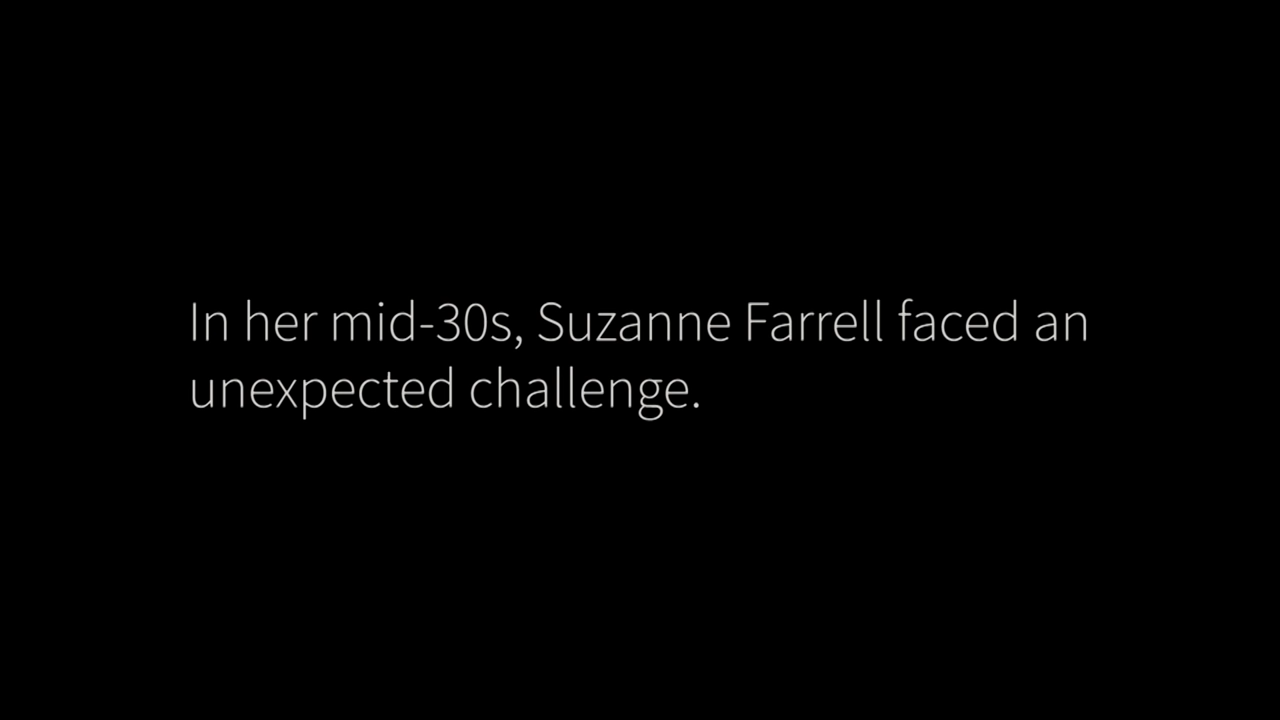 In her mid-30s, Suzanne Farrell faced an
unexpected challenge.